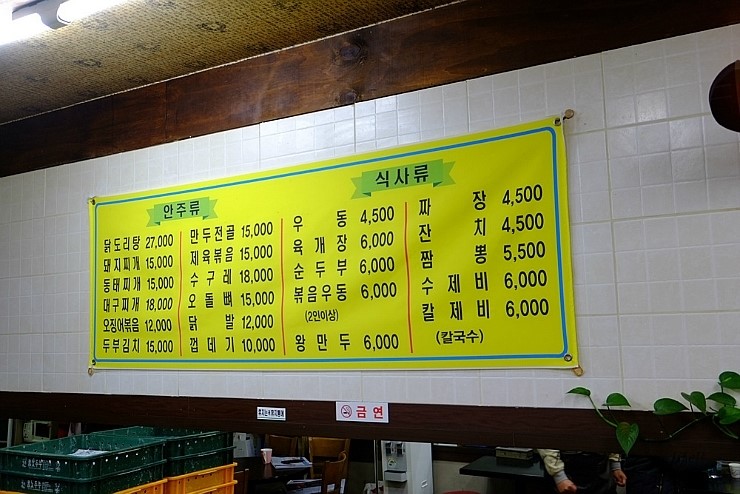 안주류
닭도리탕 27,000
돼지찌개 15,000
동태찌개 15,000
대구찌개 18,000
오징어볶음 12,000
두부김치 15,000
만두전골 15,000
제육볶음 15,000
수구레 18,000
오돌뼈 15,000
닭발 12,000
껍데기 10,000
식사류
우동 4,500
육개장 6,000
순두부 6,000
볶음우동 6,000
(2인이상)
왕만두 6,000
짜장 4,500
잔치 4,500
짬뽕 5,500
수제비 6,000
칼제비 6,000
(칼국수)
금연